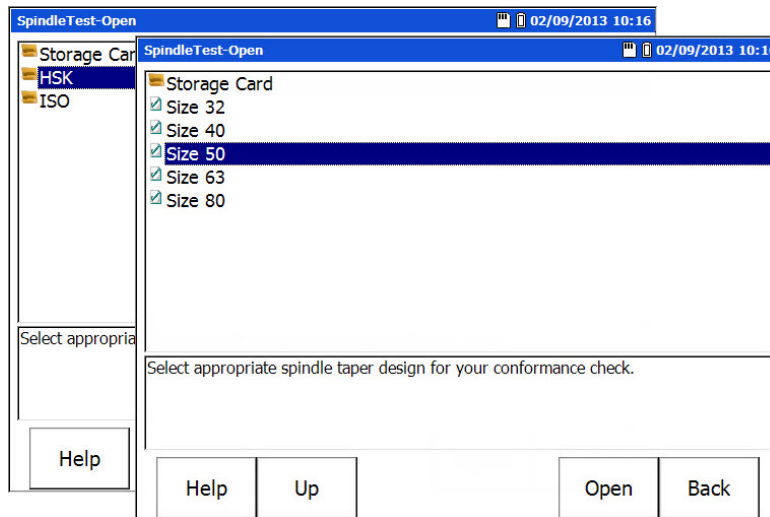 SpindleTest-Open 02/09/2013 10:16
Storage Car
HSK
ISO
Select appropria
Help
SpindleTest-Open 02/09/2013 10:16
Storage Card
Size 32
Size 40
Size 50
Size 63
Size 80
Select appropriate spindle taper design for your conformance check.
Help Up Open Back